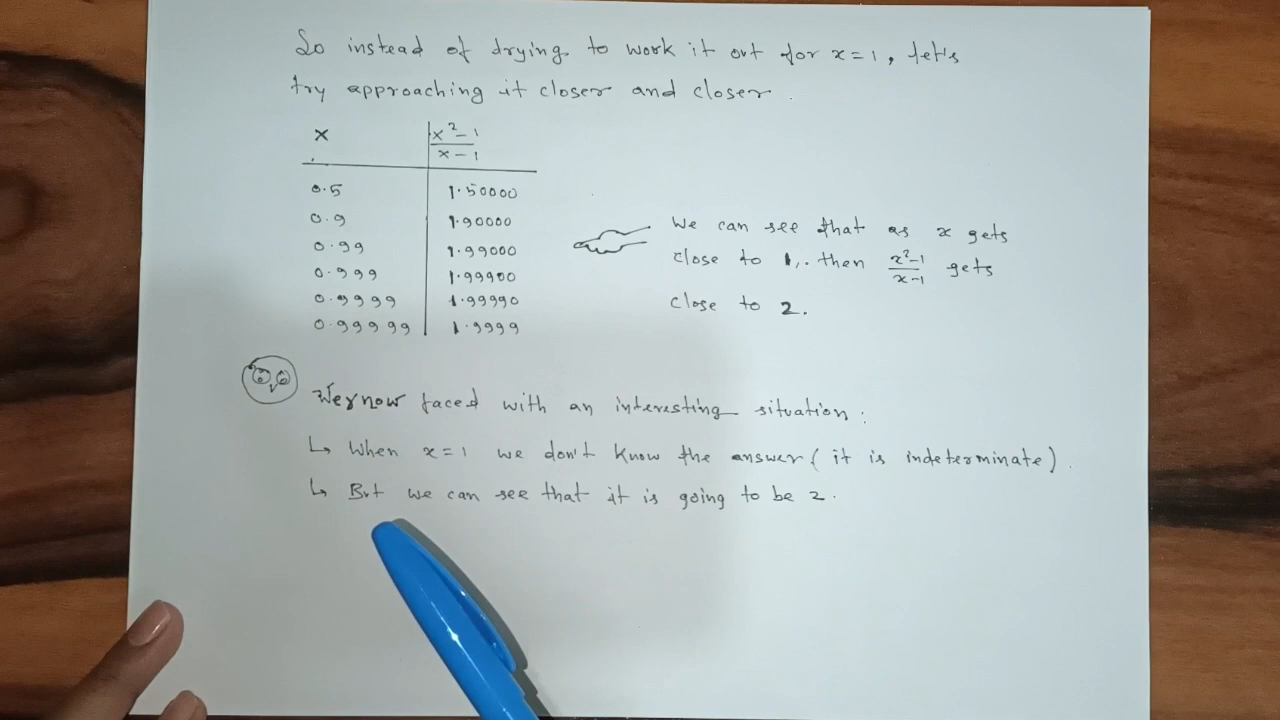 So instead of drying to work it out for x=1, let's
try approaching it closer and closer.
x | x²-1/x-1
0.5 | 1.50000
0.9 | 1.90000
0.99 | 1.99000
0.999 | 1.99900
0.9999 | 1.99990
0.99999 | 1.9999
We can see that as x gets
close to 1,. then x²-1/x-1 gets
close to 2.
now faced with an interesting situation:
↳ When x=1 we don't know the answer (it is indeterminate).
↳ But we can see that it is going to be 2.